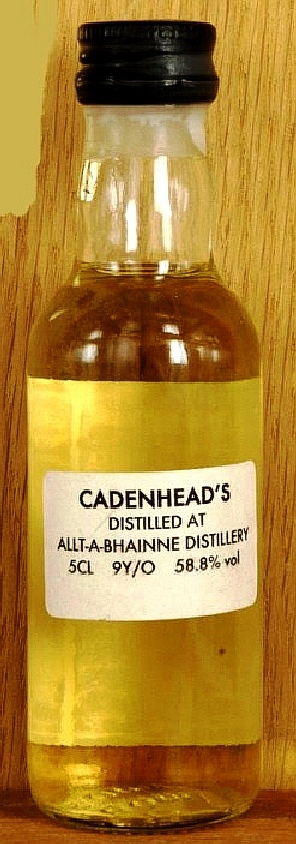 CADENHEAD'S
DISTILLED AT
ALLT-A-BHAINNE DISTILLERY
5CL 9Y/O 58.8% vol